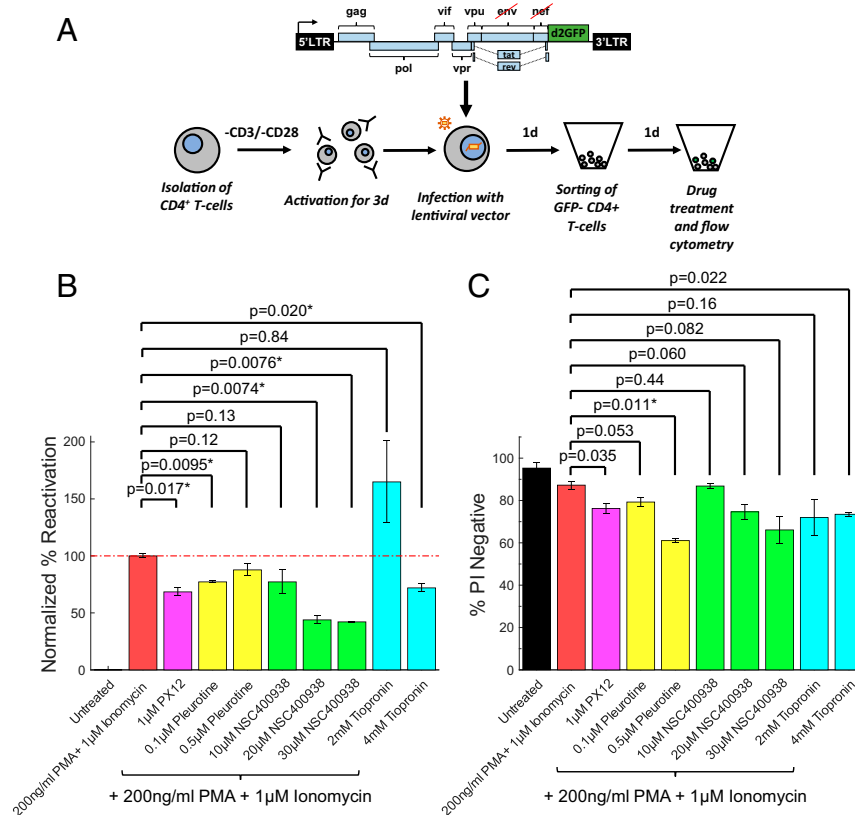 A
gag
vif
vpu
env
nef
d2GFP
5'LTR
3'LTR
tat
rev
pol
vpr
-CD3/-CD28
1d
1d
Isolation of
CD4+ T-cells
Activation for 3d
Infection with
lentiviral vector
Sorting of
GFP- CD4+
T-cells
Drug
treatment
and flow
cytometry
B
p=0.020*
p=0.84
p=0.0076*
p=0.0074*
p=0.13
p=0.12
p=0.0095*
p=0.017*
Normalized % Reactivation
200
150
100
50
0
Untreated
200ng/ml PMA+ 1µM Ionomycin
1µM PX12
0.1µM Pleurotine
0.5µM Pleurotine
10µM NSC400938
20µM NSC400938
30µM NSC400938
2mM Tiopronin
4mM Tiopronin
+ 200ng/ml PMA + 1µM Ionomycin
C
p=0.022
p=0.16
p=0.082
p=0.060
p=0.44
p=0.011*
p=0.053
p=0.035
% PI Negative
100
80
60
40
20
0
Untreated
200ng/ml PMA+ 1µM Ionomycin
1µM PX12
0.1µM Pleurotine
0.5µM Pleurotine
10µM NSC400938
20µM NSC400938
30µM NSC400938
2mM Tiopronin
4mM Tiopronin
+ 200ng/ml PMA + 1µM Ionomycin